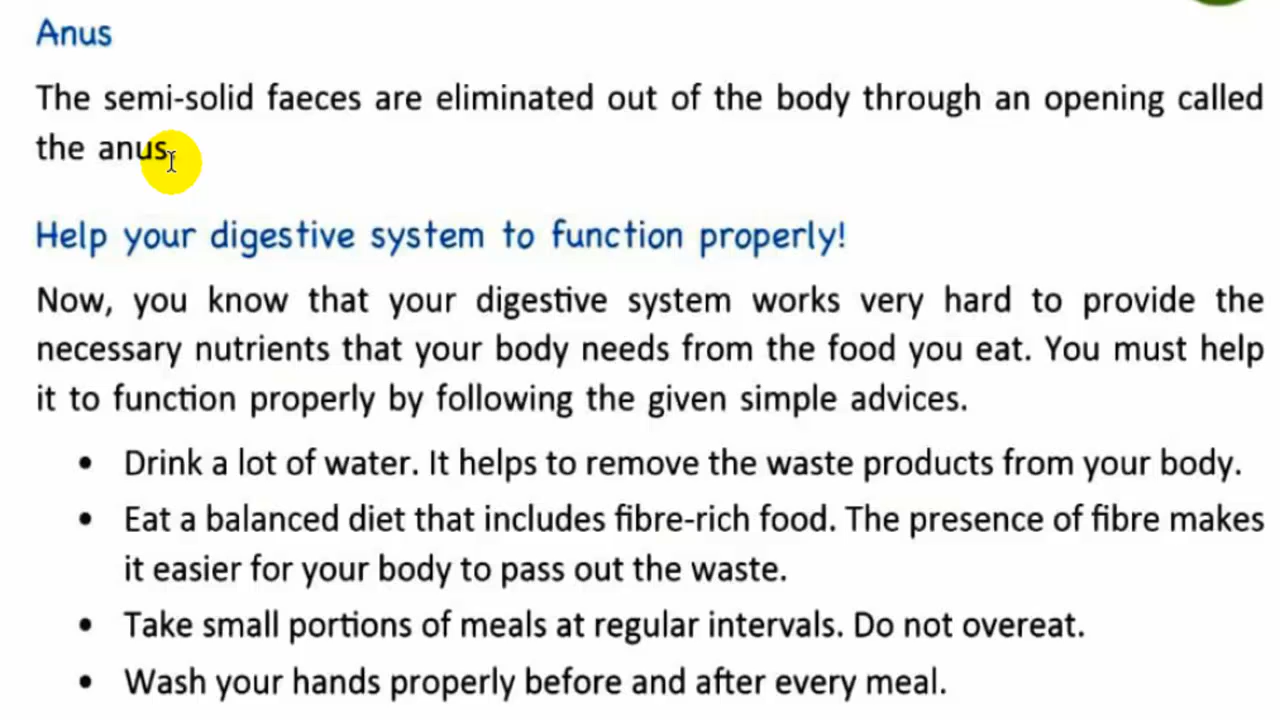 Anus
The semi-solid faeces are eliminated out of the body through an opening called
the anus.
Help your digestive system to function properly!
Now, you know that your digestive system works very hard to provide the
necessary nutrients that your body needs from the food you eat. You must help
it to function properly by following the given simple advices.
• Drink a lot of water. It helps to remove the waste products from your body.
• Eat a balanced diet that includes fibre-rich food. The presence of fibre makes
it easier for your body to pass out the waste.
• Take small portions of meals at regular intervals. Do not overeat.
• Wash your hands properly before and after every meal.